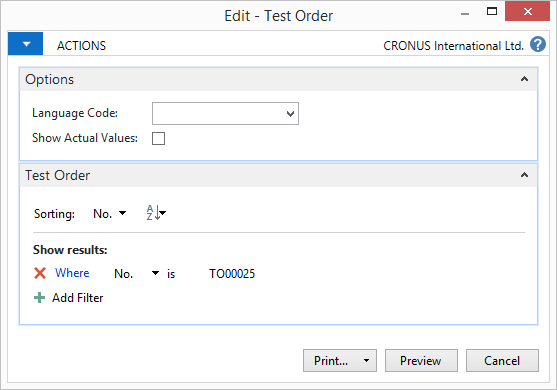 Edit - Test Order
ACTIONS CRONUS International Ltd. ?
Options
Language Code:
Show Actual Values:
Test Order
Sorting: No. A Z
Show results:
Where No. is TO00025
Add Filter
Print... Preview Cancel